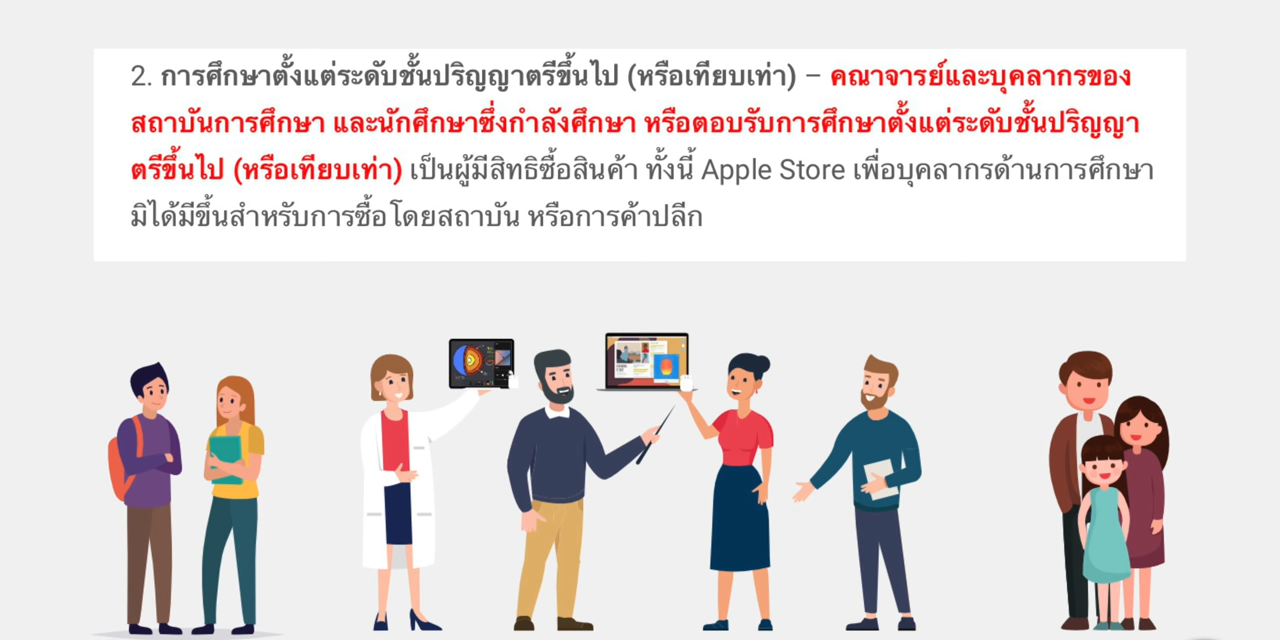 2. การศึกษาตั้งแต่ระดับชั้นปริญญาตรีขึ้นไป (หรือเทียบเท่า) – คณาจารย์และบุคลากรของ
สถาบันการศึกษา และนักศึกษาซึ่งกำลังศึกษา หรือตอบรับการศึกษาตั้งแต่ระดับชั้นปริญญา
ตรีขึ้นไป (หรือเทียบเท่า) เป็นผู้มีสิทธิซื้อสินค้า ทั้งนี้ Apple Store เพื่อบุคลากรด้านการศึกษา
มิได้มีขึ้นสำหรับการซื้อโดยสถาบัน หรือการค้าปลีก